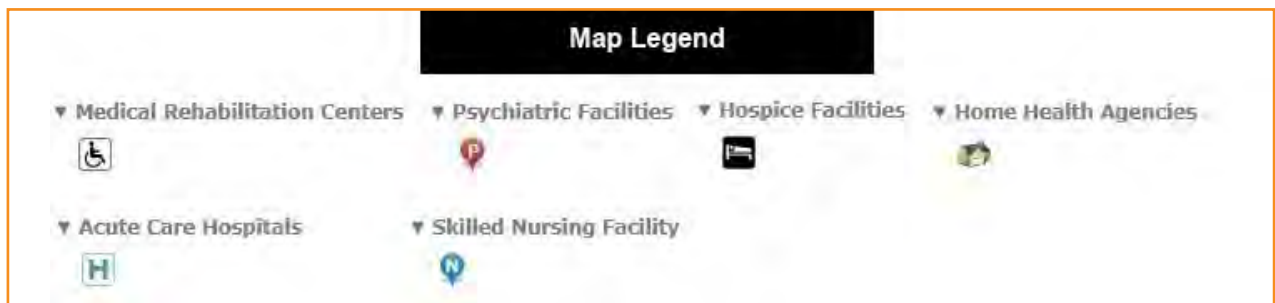 Map Legend
▼ Medical Rehabilitation Centers ▼ Psychiatric Facilities ▼ Hospice Facilities ▼ Home Health Agencies
P
▼ Acute Care Hospitals ▼ Skilled Nursing Facility
H N